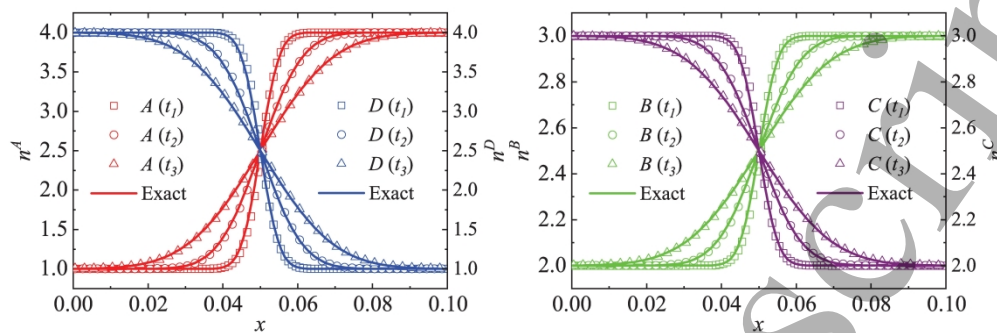 4.0
3.5
3.0
2.5
2.0
1.5
1.0
n^A
A (t₁)
A (t₂)
A (t₃)
Exact
D (t₁)
D (t₂)
D (t₃)
Exact
4.0
3.5
3.0
2.5
2.0
1.5
1.0
n^D
0.00 0.02 0.04 0.06 0.08 0.10
x
3.0
2.8
2.6
2.4
2.2
2.0
n^B
B (t₁)
B (t₂)
B (t₃)
Exact
C (t₁)
C (t₂)
C (t₃)
Exact
3.0
2.8
2.6
2.4
2.2
2.0
n^C
0.00 0.02 0.04 0.06 0.08 0.10
x
scri